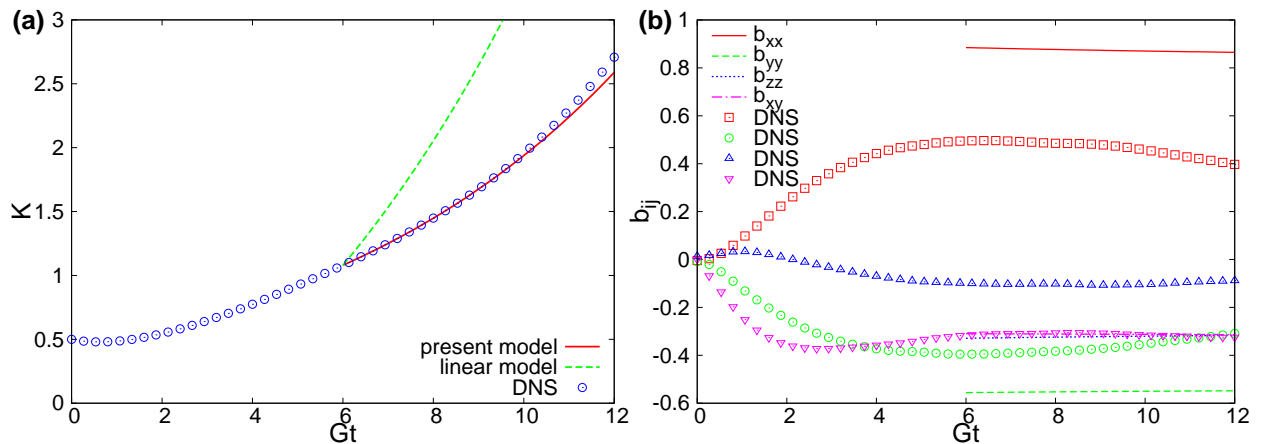 (a)
3
2.5
2
1.5
1
0.5
0
K
0 2 4 6 8 10 12
Gt
present model
linear model
DNS
(b)
1
0.8
0.6
0.4
0.2
0
-0.2
-0.4
-0.6
b_ij
0 2 4 6 8 10 12
Gt
b_xx
b_yy
b_zz
b_xy
DNS
DNS
DNS
DNS